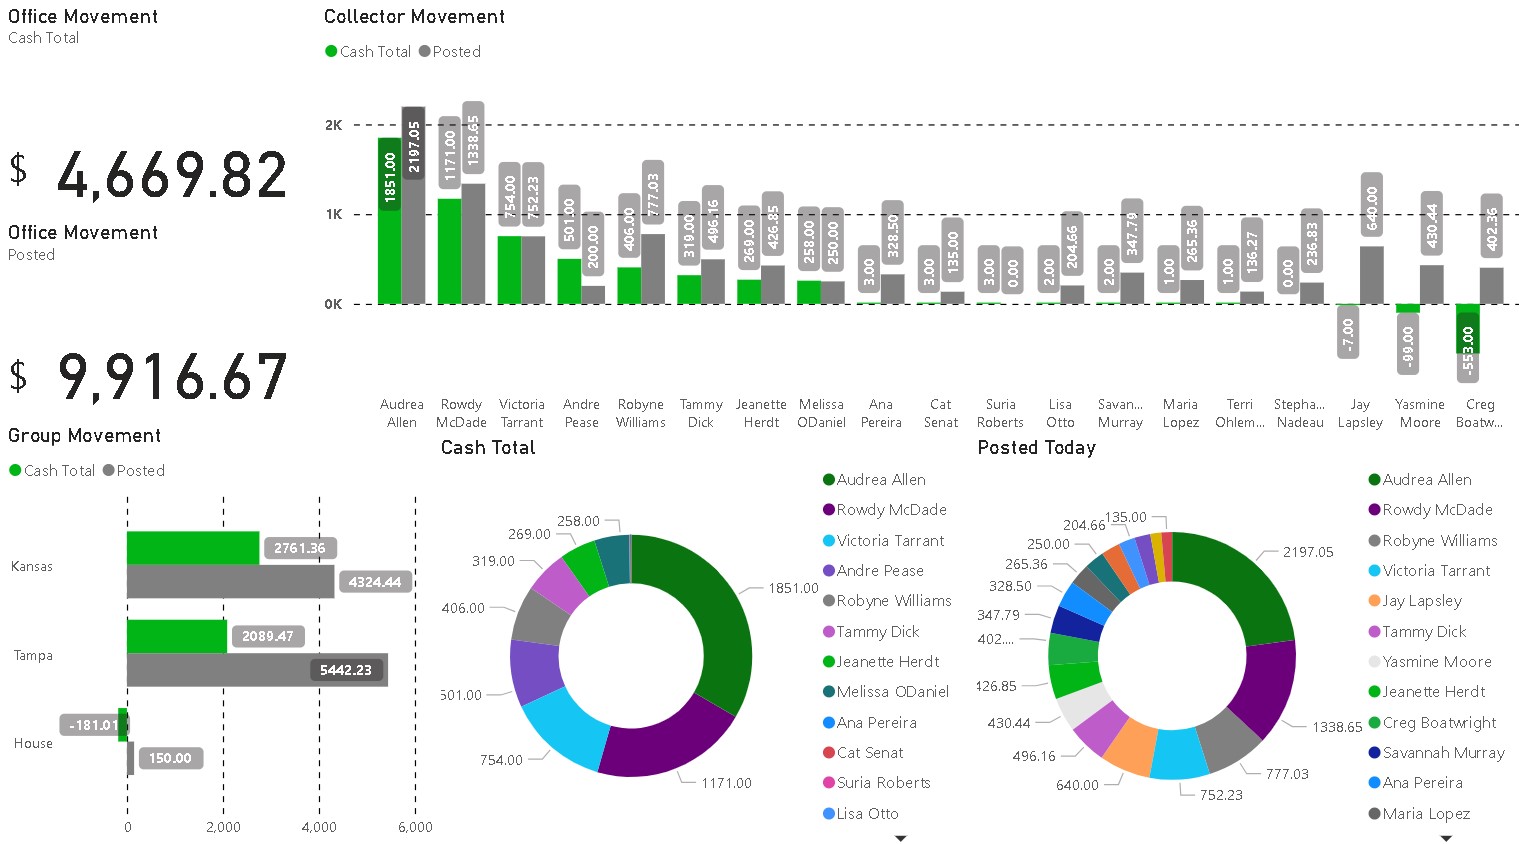 Office Movement
Cash Total
$ 4,669.82
Office Movement
Posted
$ 9,916.67
Collector Movement
Cash Total Posted
2K
1K
0K
1851.00 2197.05
1171.00 1338.65
754.00 752.23
501.00 200.00
406.00 777.03
319.00 496.16
269.00 426.85
258.00 250.00
3.00 328.50
3.00 135.00
3.00 0.00
2.00 204.66
2.00 347.79
1.00 265.36
1.00 136.27
0.00 236.83
-7.00 640.00
-99.00 430.44
-553.00 402.36
Audrea Allen
Rowdy McDade
Victoria Tarrant
Andre Pease
Robyne Williams
Tammy Dick
Jeanette Herdt
Melissa ODaniel
Ana Pereira
Cat Senat
Suria Roberts
Lisa Otto
Savan... Murray
Maria Lopez
Terri Ohlem...
Stepha... Nadeau
Jay Lapsley
Yasmine Moore
Creg Boatw...
Group Movement
Cash Total Posted
Kansas
2761.36
4324.44
Tampa
2089.47
5442.23
House
-181.01
150.00
0 2,000 4,000 6,000
Cash Total
258.00
269.00
319.00
406.00
501.00
754.00
1171.00
1851.00
Audrea Allen
Rowdy McDade
Victoria Tarrant
Andre Pease
Robyne Williams
Tammy Dick
Jeanette Herdt
Melissa ODaniel
Ana Pereira
Cat Senat
Suria Roberts
Lisa Otto
Posted Today
135.00
204.66
250.00
265.36
328.50
347.79
402....
426.85
430.44
496.16
640.00
752.23
777.03
1338.65
2197.05
Audrea Allen
Rowdy McDade
Robyne Williams
Victoria Tarrant
Jay Lapsley
Tammy Dick
Yasmine Moore
Jeanette Herdt
Creg Boatwright
Savannah Murray
Ana Pereira
Maria Lopez